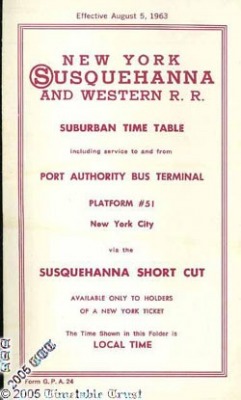 Effective August 5, 1963
NEW YORK
SUSQUEHANNA
AND WESTERN R. R.
SUBURBAN TIME TABLE
including service to and from
PORT AUTHORITY BUS TERMINAL
PLATFORM #51
New York City
via the
SUSQUEHANNA SHORT CUT
AVAILABLE ONLY TO HOLDERS
OF A NEW YORK TICKET
The Time Shown in this Folder is
LOCAL TIME
Form G. P. A. 24
© 2005 Timetable Trust